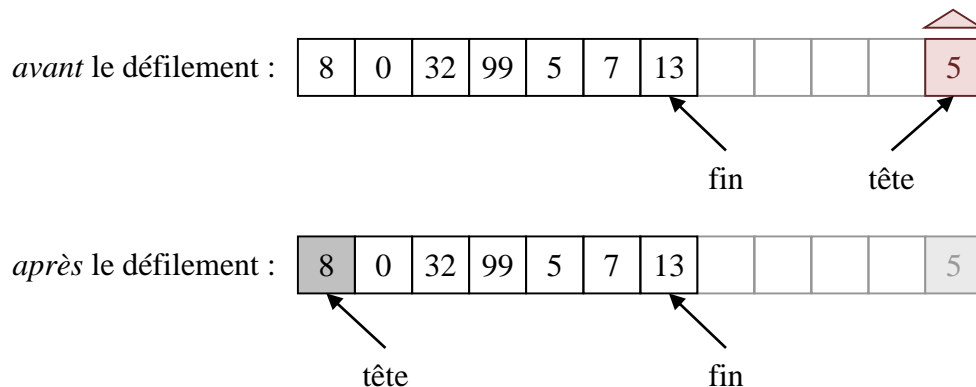 avant le défilement : 8 0 32 99 5 7 13 5
fin tête
après le défilement : 8 0 32 99 5 7 13 5
tête fin